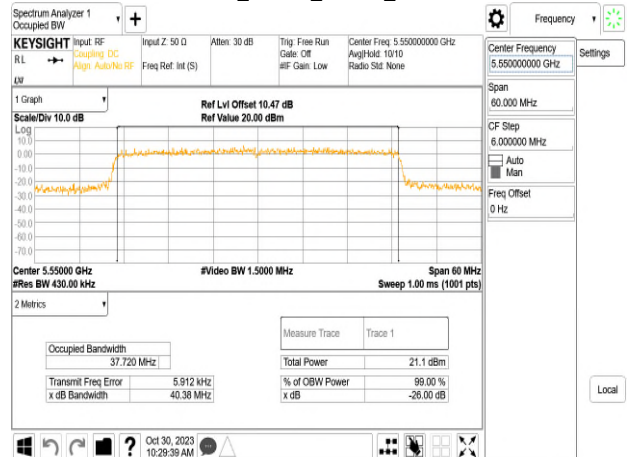 Spectrum Analyzer 1
Occupied BW
Frequency
KEYSIGHT
RL
Input: RF
Coupling: DC
Align: Auto/No RF
Input Z: 50 Ω
Freq Ref: Int (S)
Atten: 30 dB
Trig: Free Run
Gate: Off
#IF Gain: Low
Center Freq: 5.550000000 GHz
Avg|Hold: 10/10
Radio Std: None
1 Graph
Scale/Div 10.0 dB
Ref Lvl Offset 10.47 dB
Ref Value 20.00 dBm
Log
10.0
0.00
-10.0
-20.0
-30.0
-40.0
-50.0
-60.0
-70.0
Center 5.55000 GHz
#Res BW 430.00 kHz
#Video BW 1.5000 MHz
Span 60 MHz
Sweep 1.00 ms (1001 pts)
2 Metrics
Measure Trace
Trace 1
Occupied Bandwidth
37.720 MHz
Total Power
21.1 dBm
Transmit Freq Error
5.912 kHz
% of OBW Power
99.00 %
x dB Bandwidth
40.38 MHz
x dB
-26.00 dB
Oct 30, 2023
10:29:39 AM
Center Frequency
5.550000000 GHz
Settings
Span
60.000 MHz
CF Step
6.000000 MHz
Auto
Man
Freq Offset
0 Hz
Local